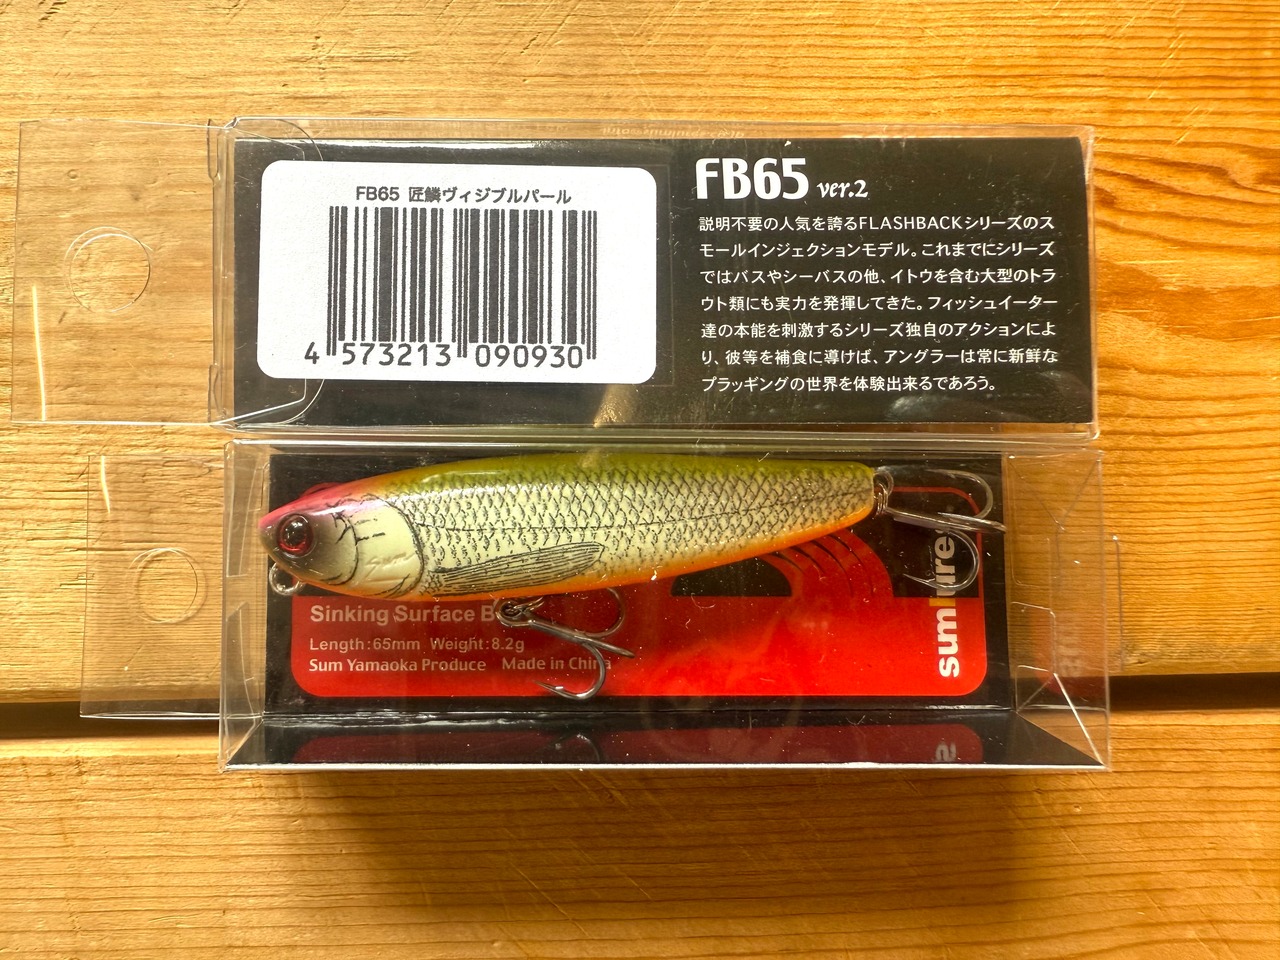 FB65 匠鱗ヴィジブルパール
4 573213 090930
FB65 ver.2
説明不要の人気を誇るFLASHBACKシリーズのス
モールインジェクションモデル。これまでにシリーズ
ではバスやシーバスの他、イトウを含む大型のトラ
ウト類にも実力を発揮してきた。フィッシュイーター
達の本能を刺激するシリーズ独自のアクションによ
り、彼等を補食に導けば、アングラーは常に新鮮な
プラッギングの世界を体験出来るであろう。
Sinking Surface B
Length:65mm Weight:8.2g
Sum Yamaoka Produce Made in China
sumlure